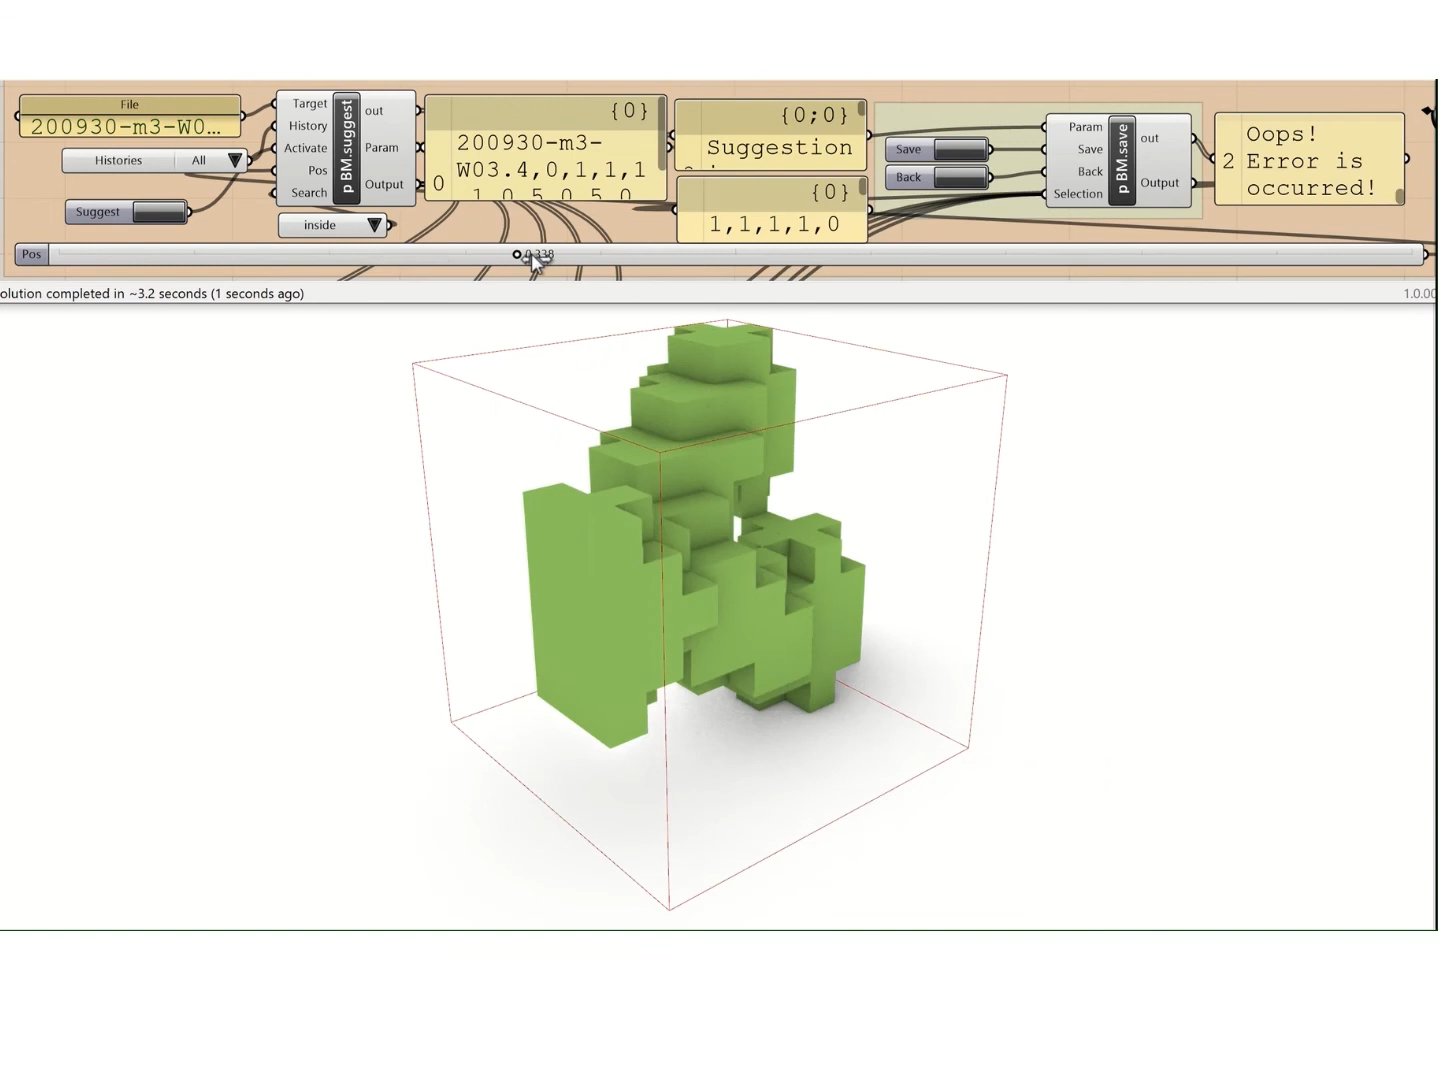 File
200930-m3-W0...
Histories All
Suggest
Target
History
Activate
Pos
Search
p BM.suggest
out
Param
Output
inside
{0}
0
200930-m3-
W03.4,0,1,1,1
{0;0}
Suggestion
{0}
1,1,1,1,0
Save
Back
Param
Save
Back
Selection
p BM.save
out
Output
2
Oops!
Error is
occurred!
Pos
0.338
olution completed in ~3.2 seconds (1 seconds ago)
1.0.00